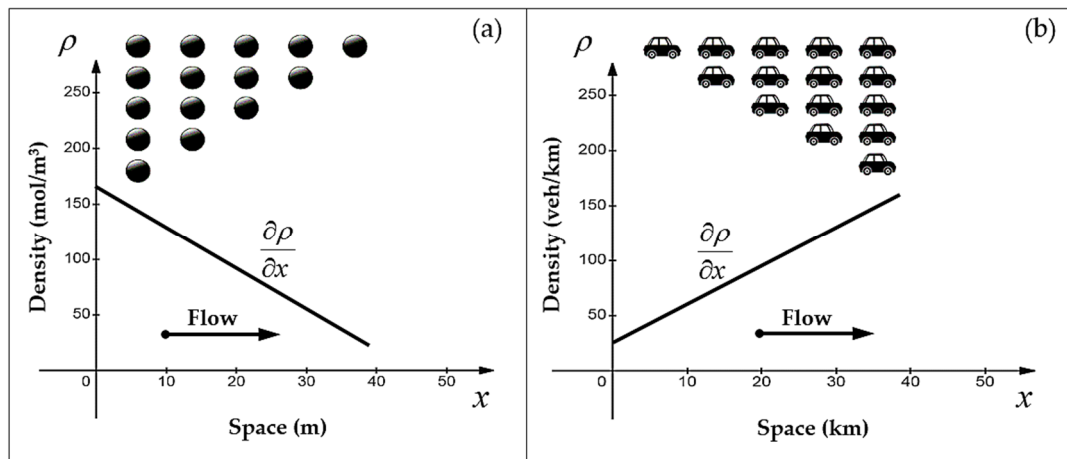 (a)
ρ
Density (mol/m³)
250
200
150
100
50
0
10
20
30
40
50
∂ρ
∂x
Flow
x
Space (m)
(b)
ρ
Density (veh/km)
250
200
150
100
50
0
10
20
30
40
50
∂ρ
∂x
Flow
x
Space (km)